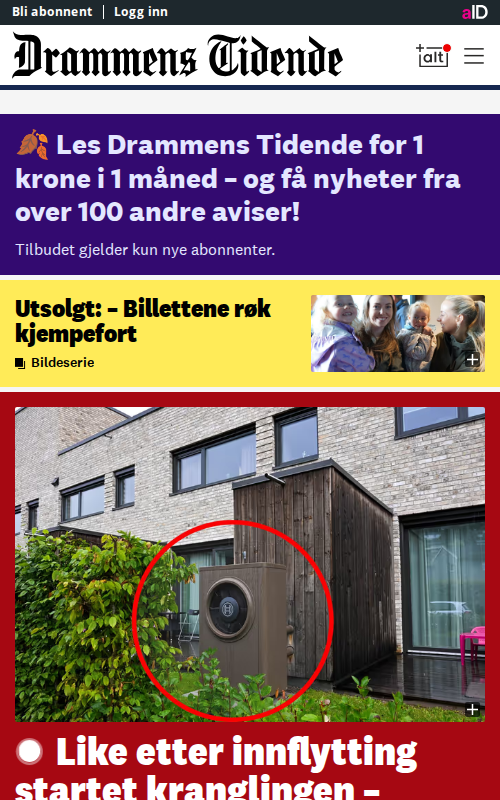 Bli abonnent | Logg inn
aID
Drammens Tidende
+alt
🍂 Les Drammens Tidende for 1
krone i 1 måned – og få nyheter fra
over 100 andre aviser!
Tilbudet gjelder kun nye abonnenter.
Utsolgt: – Billettene røk
kjempefort
Bildeserie
Like etter innflytting
startet kranglingen –